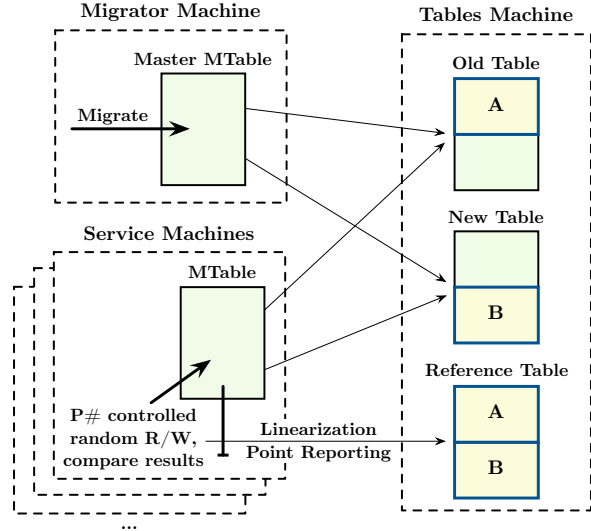 Migrator Machine
Master MTable
Migrate
Tables Machine
Old Table
A
New Table
B
Reference Table
A
B
Service Machines
MTable
P# controlled
random R/W,
compare results
Linearization
Point Reporting
...